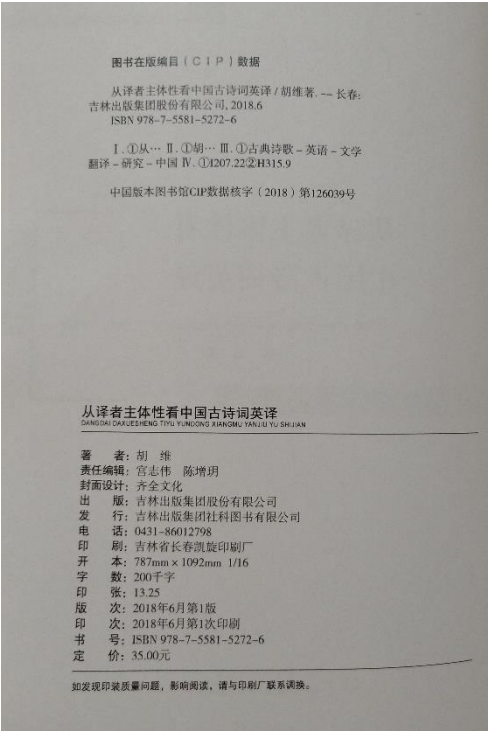 图书在版编目(CIP)数据
从译者主体性看中国古诗词英译 / 胡维著. -- 长春:
吉林出版集团股份有限公司, 2018.6
ISBN 978-7-5581-5272-6
Ⅰ.①从… Ⅱ.①胡… Ⅲ.①古典诗歌-英语-文学
翻译-研究-中国 Ⅳ.①I207.22②H315.9
中国版本图书馆CIP数据核字(2018)第126039号
从译者主体性看中国古诗词英译
DANGDAI DAXUESHENG TIYU YUNDONG XIANGMU YANJIU YU SHIJIAN
著 者：胡 维
责任编辑：宫志伟 陈增玥
封面设计：齐全文化
出 版：吉林出版集团股份有限公司
发 行：吉林出版集团社科图书有限公司
电 话：0431-86012798
印 刷：吉林省长春凯旋印刷厂
开 本：787mm×1092mm 1/16
字 数：200千字
印 张：13.25
版 次：2018年6月第1版
印 次：2018年6月第1次印刷
书 号：ISBN 978-7-5581-5272-6
定 价：35.00元
如发现印装质量问题，影响阅读，请与印刷厂联系调换。